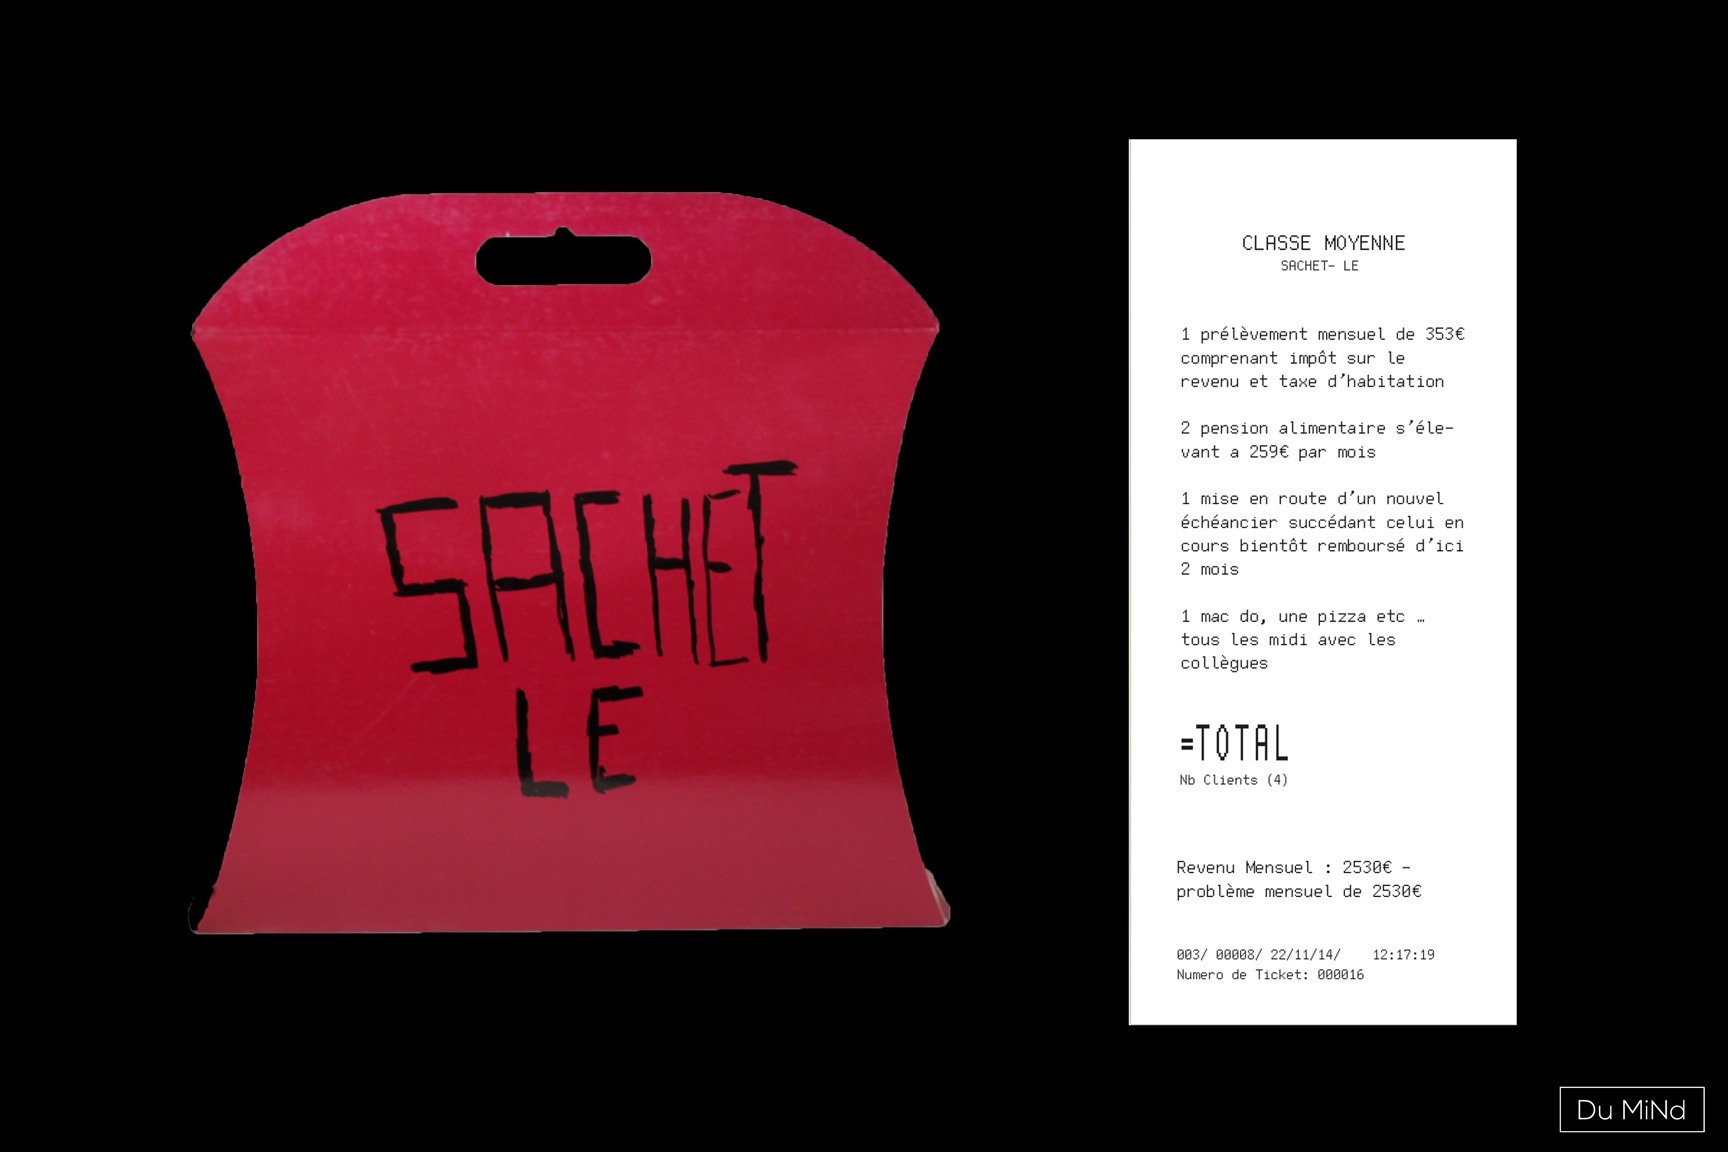 SACHET
LE
CLASSE MOYENNE
SACHET- LE
1 prélèvement mensuel de 353€
comprenant impôt sur le
revenu et taxe d’habitation
2 pension alimentaire s’éle-
vant a 259€ par mois
1 mise en route d’un nouvel
échéancier succédant celui en
cours bientôt remboursé d’ici
2 mois
1 mac do, une pizza etc …
tous les midi avec les
collègues
=TOTAL
Nb Clients (4)
Revenu Mensuel : 2530€ -
problème mensuel de 2530€
003/ 00008/ 22/11/14/ 12:17:19
Numero de Ticket: 000016
Du MiNd